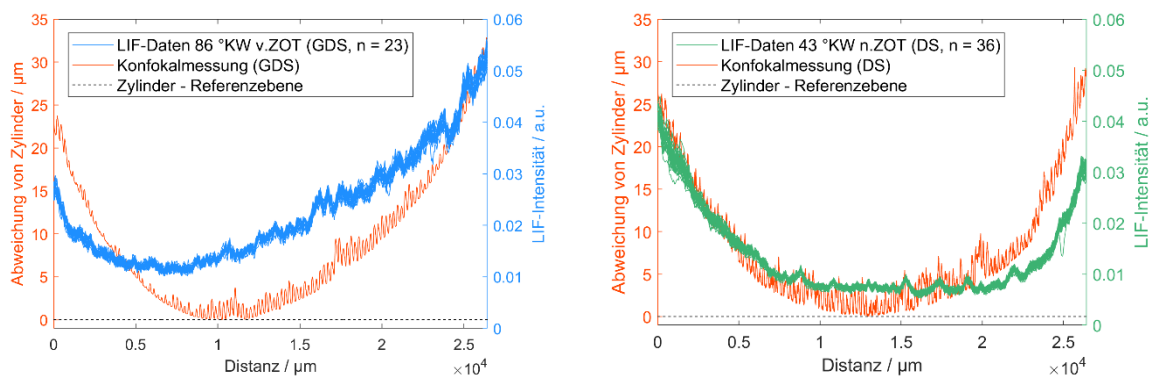 35
30
25
20
15
10
5
0
Abweichung von Zylinder / µm
LIF-Daten 86 °KW v.ZOT (GDS, n = 23)
Konfokalmessung (GDS)
Zylinder - Referenzebene
0.06
0.05
0.04
0.03
0.02
0.01
0
LIF-Intensität / a.u.
0 0.5 1 1.5 2 2.5
×10⁴
Distanz / µm
35
30
25
20
15
10
5
0
Abweichung von Zylinder / µm
LIF-Daten 43 °KW n.ZOT (DS, n = 36)
Konfokalmessung (DS)
Zylinder - Referenzebene
0.06
0.05
0.04
0.03
0.02
0.01
0
LIF-Intensität / a.u.
0 0.5 1 1.5 2 2.5
×10⁴
Distanz / µm